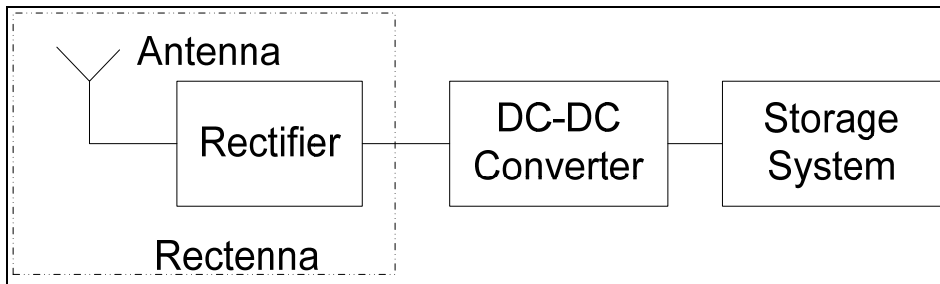 Antenna
Rectifier
DC-DC
Converter
Storage
System
Rectenna